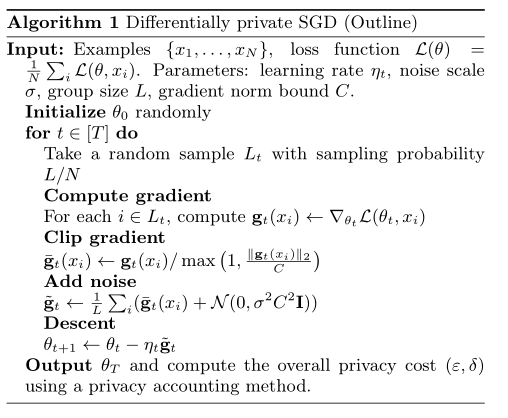 Algorithm 1 Differentially private SGD (Outline)
Input: Examples {x₁, . . . , x_N}, loss function ℒ(θ) =
1/N ∑ᵢ ℒ(θ, xᵢ). Parameters: learning rate ηₜ, noise scale
σ, group size L, gradient norm bound C.
Initialize θ₀ randomly
for t ∈ [T] do
Take a random sample Lₜ with sampling probability
L/N
Compute gradient
For each i ∈ Lₜ, compute gₜ(xᵢ) ← ∇_θₜ ℒ(θₜ, xᵢ)
Clip gradient
ḡₜ(xᵢ) ← gₜ(xᵢ)/ max (1, ‖gₜ(xᵢ)‖₂/C)
Add noise
g̃ₜ ← 1/L ∑ᵢ(ḡₜ(xᵢ) + 𝒩(0, σ²C²I))
Descent
θₜ₊₁ ← θₜ − ηₜg̃ₜ
Output θ_T and compute the overall privacy cost (ε, δ)
using a privacy accounting method.